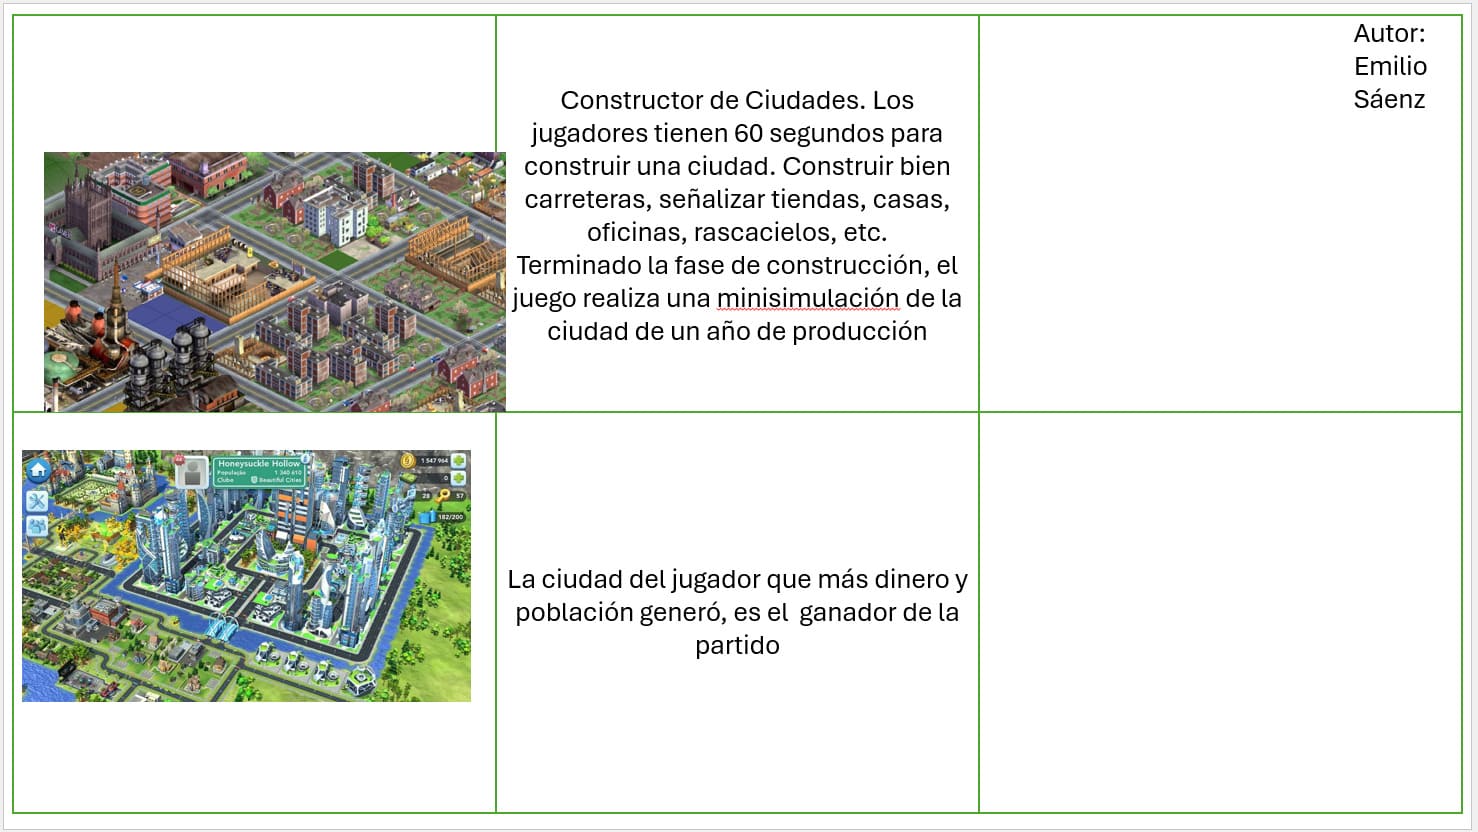 Autor:
Emilio
Sáenz
Constructor de Ciudades. Los
jugadores tienen 60 segundos para
construir una ciudad. Construir bien
carreteras, señalizar tiendas, casas,
oficinas, rascacielos, etc.
Terminado la fase de construcción, el
juego realiza una minisimulación de la
ciudad de un año de producción
Honeysuckle Hollow
População 1 340 610
Clube Beautiful Cities
1 547 964
0
28 57
182/200
La ciudad del jugador que más dinero y
población generó, es el  ganador de la
partido